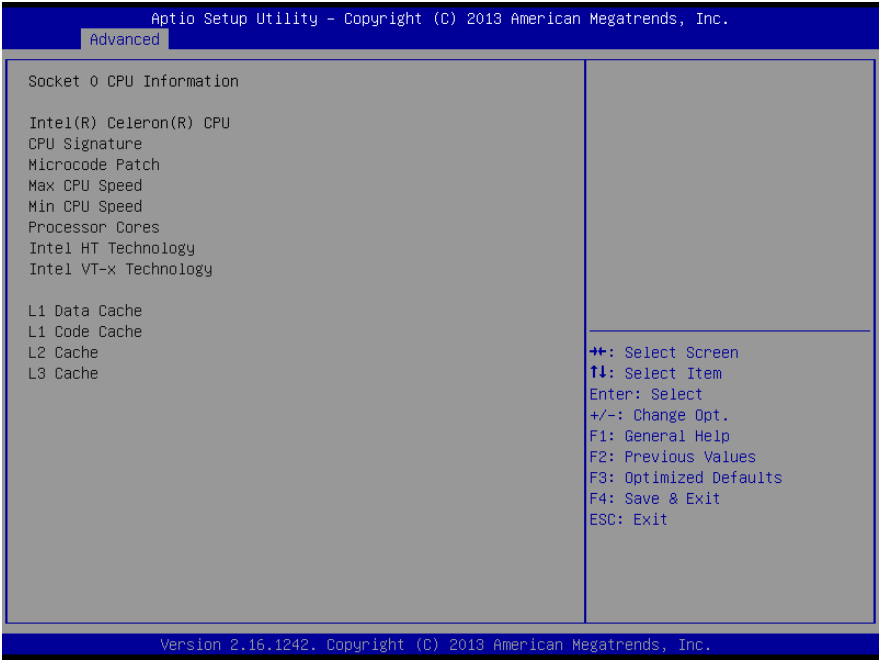 Aptio Setup Utility – Copyright (C) 2013 American Megatrends, Inc.
Advanced
Socket 0 CPU Information
Intel(R) Celeron(R) CPU
CPU Signature
Microcode Patch
Max CPU Speed
Min CPU Speed
Processor Cores
Intel HT Technology
Intel VT-x Technology
L1 Data Cache
L1 Code Cache
L2 Cache
L3 Cache
→←: Select Screen
↑↓: Select Item
Enter: Select
+/-: Change Opt.
F1: General Help
F2: Previous Values
F3: Optimized Defaults
F4: Save & Exit
ESC: Exit
Version 2.16.1242. Copyright (C) 2013 American Megatrends, Inc.